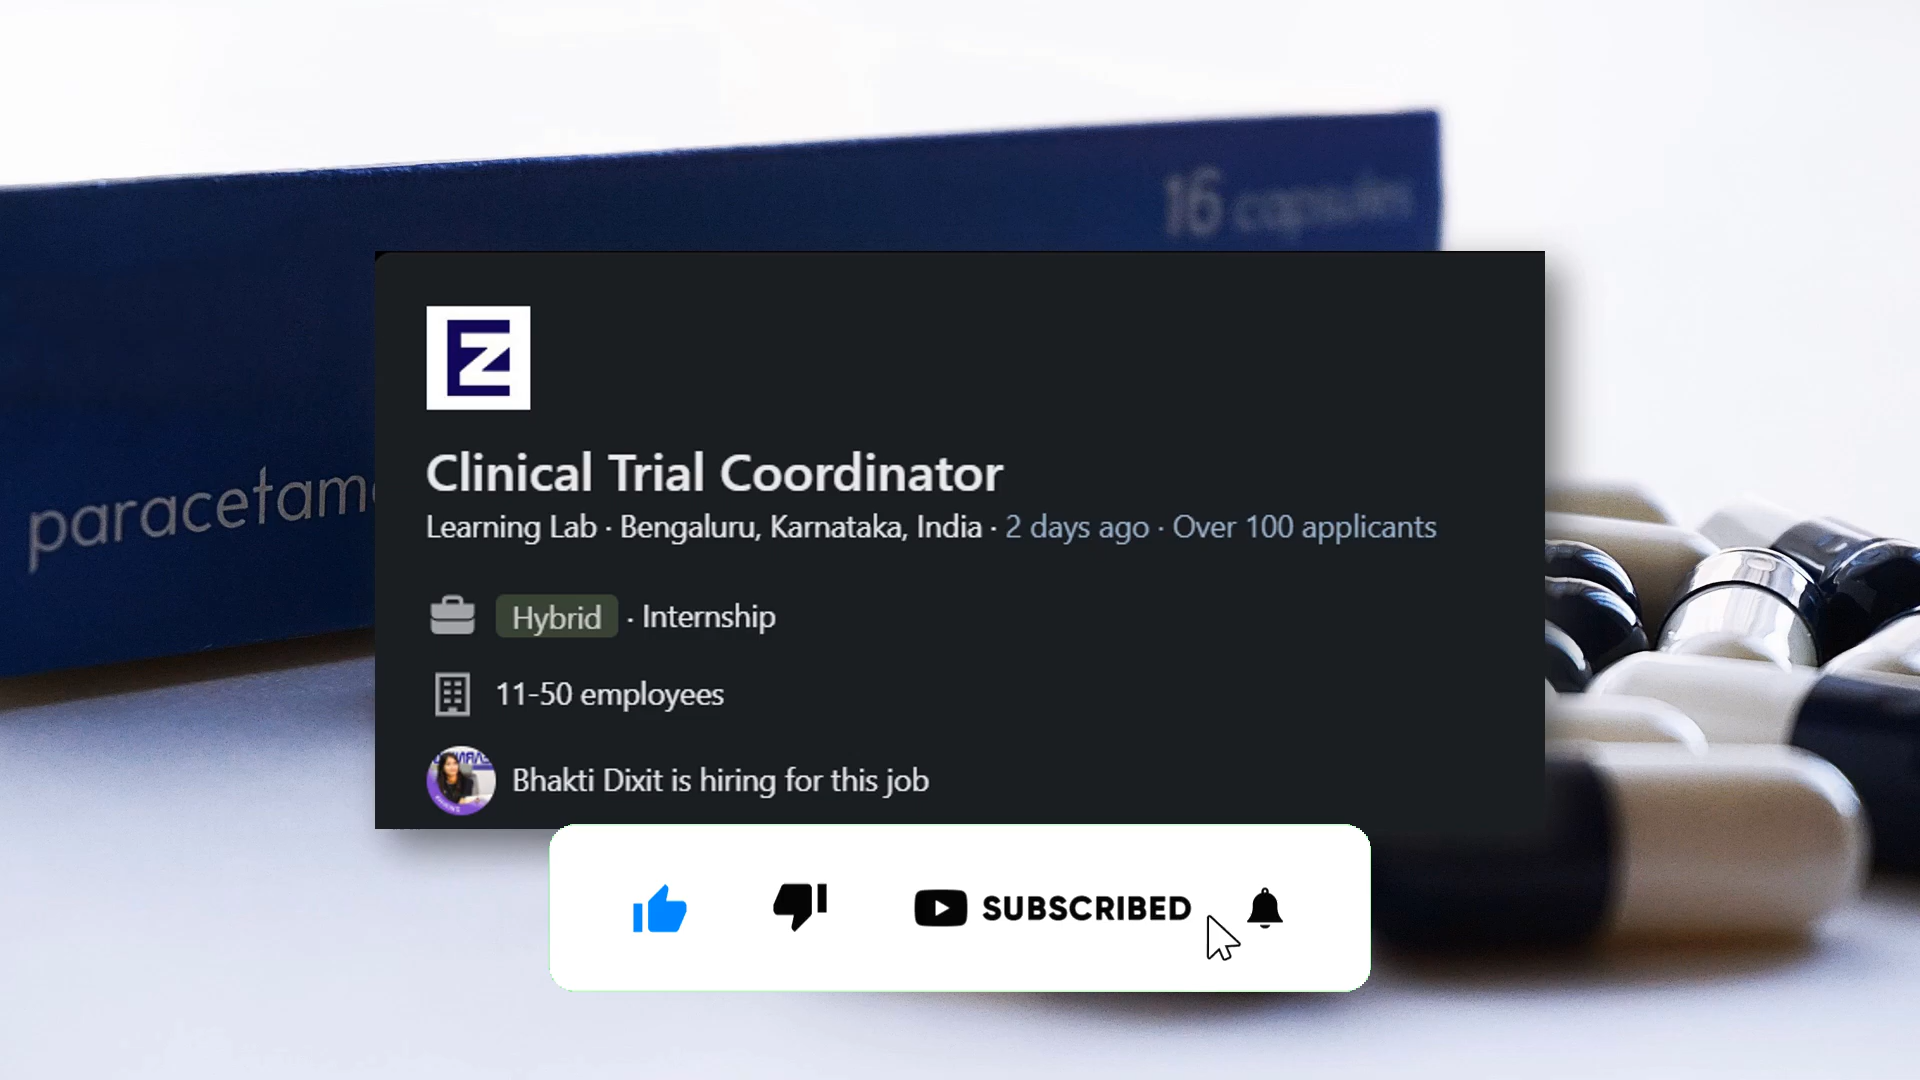 16 capsules
paracetam
Clinical Trial Coordinator
Learning Lab · Bengaluru, Karnataka, India · 2 days ago · Over 100 applicants
Hybrid · Internship
11-50 employees
Bhakti Dixit is hiring for this job
SUBSCRIBED